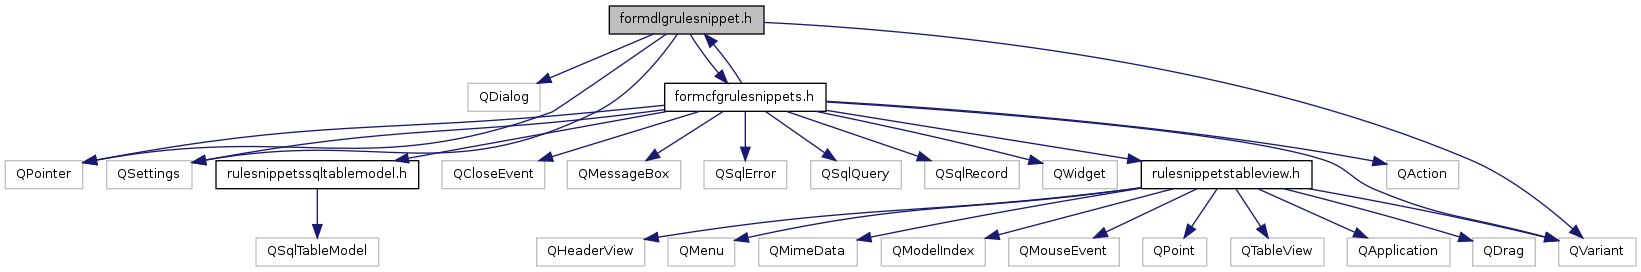 formdlgrulesnippet.h
QDialog
formcfgrulesnippets.h
QPointer
QSettings
rulesnippetssqltablemodel.h
QCloseEvent
QMessageBox
QSqlError
QSqlQuery
QSqlRecord
QWidget
rulesnippetstableview.h
QAction
QSqlTableModel
QHeaderView
QMenu
QMimeData
QModelIndex
QMouseEvent
QPoint
QTableView
QApplication
QDrag
QVariant